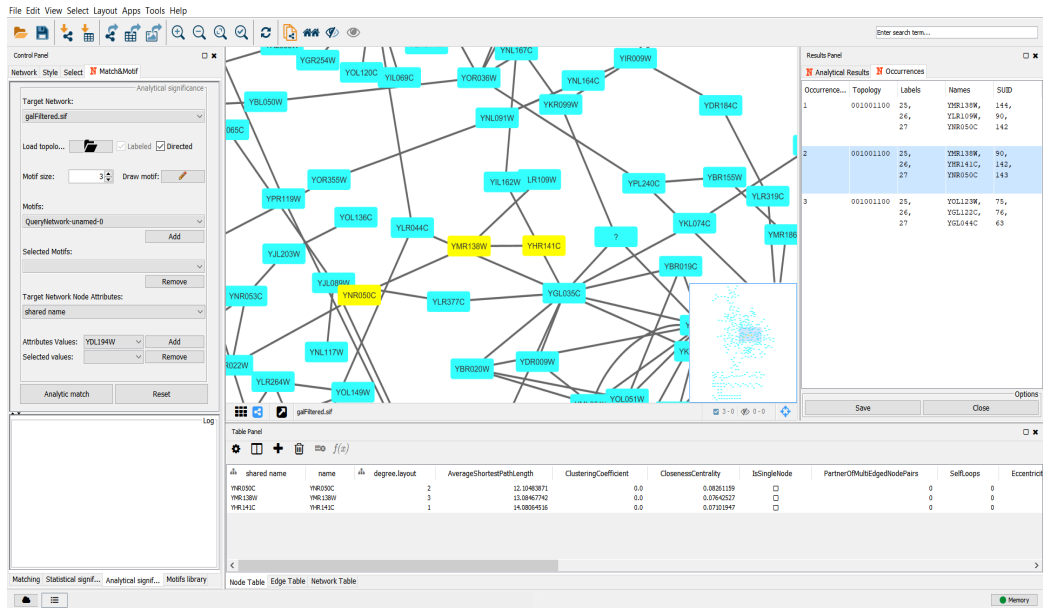 File Edit View Select Layout Apps Tools Help
Enter search term...
Control Panel
Network Style Select Match&Motif
Analytical significance
Target Network:
galFiltered.sif
Load topolo... Labeled Directed
Motif size: 3 Draw motif:
Motifs:
QueryNetwork-unamed-0
Add
Selected Motifs:
Remove
Target Network Node Attributes:
shared name
Attributes Values: YDL194W Add
Selected values: Remove
Analytic match Reset
Log
Matching Statistical signif... Analytical signif... Motifs library
YNL167C
YIR009W
YGR254W
YOL120C
YIL069C
YOR036W
YNL164C
YBL050W
YKR099W
YDR184C
YNL091W
065C
YOR355W
YIL162W
LR109W
YPL240C
YBR155W
YPR119W
YLR319C
YOL136C
YLR044C
YKL074C
?
YMR186
YMR138W
YHR141C
YJL203W
YBR019C
YJL089W
YNR053C
YNR050C
YLR377C
YGL035C
YNL117W
YK
R022W
YBR020W
YDR009W
YLR264W
YOL149W
YOL051W
galFiltered.sif
3 - 0 0 - 0
Results Panel
Analytical Results Occurrences
Occurrence... Topology Labels Names SUID
1 001001100 25, YMR138W, 144,
26, YLR109W, 90,
27 YNR050C 142
2 001001100 25, YMR138W, 90,
26, YHR141C, 142,
27 YNR050C 143
3 001001100 25, YOL123W, 75,
26, YGL122C, 76,
27 YGL044C 63
Options
Save Close
Table Panel
f(x)
shared name name degree.layout AverageShortestPathLength ClusteringCoefficient ClosenessCentrality IsSingleNode PartnerOfMultiEdgedNodePairs SelfLoops Eccentricit
YNR050C YNR050C 2 12.10483871 0.0 0.08261159 0 0
YMR138W YMR138W 3 13.08467742 0.0 0.07642527 0 0
YHR141C YHR141C 1 14.08064516 0.0 0.07101947 0 0
Node Table Edge Table Network Table
Memory